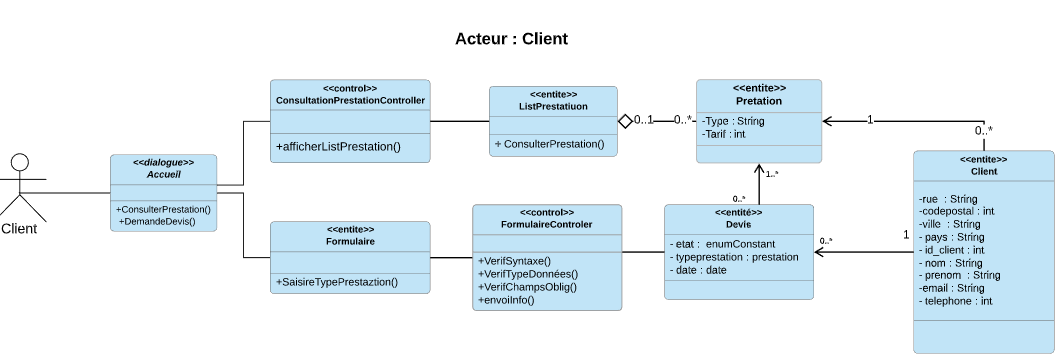 Acteur : Client
<<control>>
ConsultationPrestationController
+afficherListPrestation()
<<entite>>
ListPrestatiuon
+ ConsulterPrestation()
0..1
0..*
<<entite>>
Pretation
-Type : String
-Tarif : int
1
0..*
<<dialogue>>
Accueil
+ConsulterPrestation()
+DemandeDevis()
Client
1..*
0..*
<<entite>>
Client
-rue : String
-codepostal : int
-ville : String
- pays : String
- id_client : int
- nom : String
- prenom : String
-email : String
- telephone : int
<<entite>>
Formulaire
+SaisireTypePrestaztion()
<<control>>
FormulaireControler
+VerifSyntaxe()
+VerifTypeDonnées()
+VerifChampsOblig()
+envoiInfo()
<<entité>>
Devis
- etat : enumConstant
- typeprestation : prestation
- date : date
0..*
1